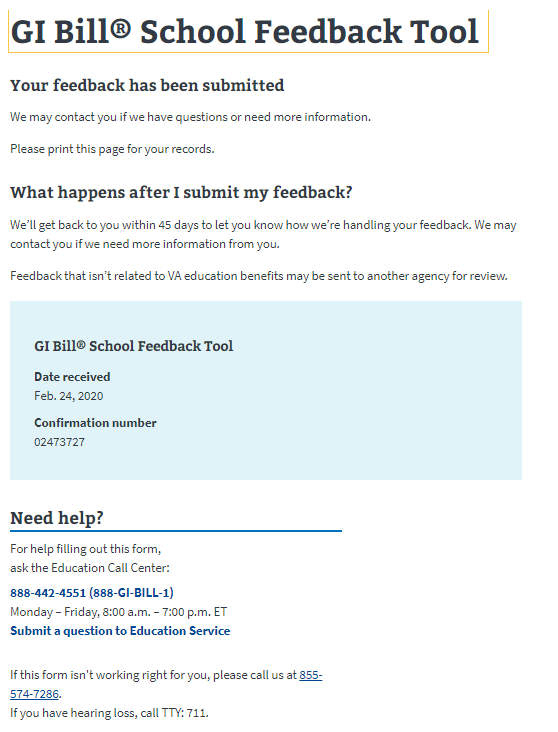 GI Bill® School Feedback Tool
Your feedback has been submitted
We may contact you if we have questions or need more information.
Please print this page for your records.
What happens after I submit my feedback?
We’ll get back to you within 45 days to let you know how we’re handling your feedback. We may
contact you if we need more information from you.
Feedback that isn’t related to VA education benefits may be sent to another agency for review.
GI Bill® School Feedback Tool
Date received
Feb. 24, 2020
Confirmation number
02473727
Need help?
For help filling out this form,
ask the Education Call Center:
888-442-4551 (888-GI-BILL-1)
Monday – Friday, 8:00 a.m. – 7:00 p.m. ET
Submit a question to Education Service
If this form isn't working right for you, please call us at 855-
574-7286.
If you have hearing loss, call TTY: 711.